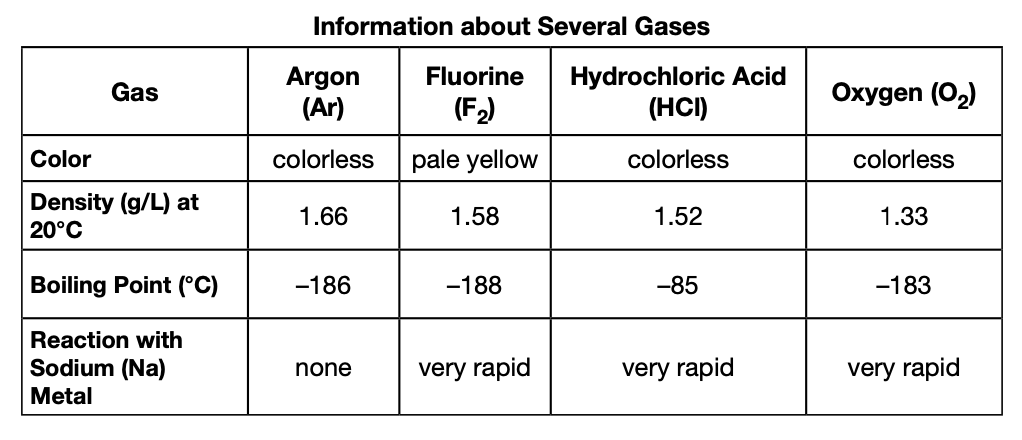 Information about Several Gases
Gas
Argon
(Ar)
Fluorine
(F₂)
Hydrochloric Acid
(HCl)
Oxygen (O₂)
Color
colorless
pale yellow
colorless
colorless
Density (g/L) at
20°C
1.66
1.58
1.52
1.33
Boiling Point (°C)
–186
–188
–85
–183
Reaction with
Sodium (Na)
Metal
none
very rapid
very rapid
very rapid